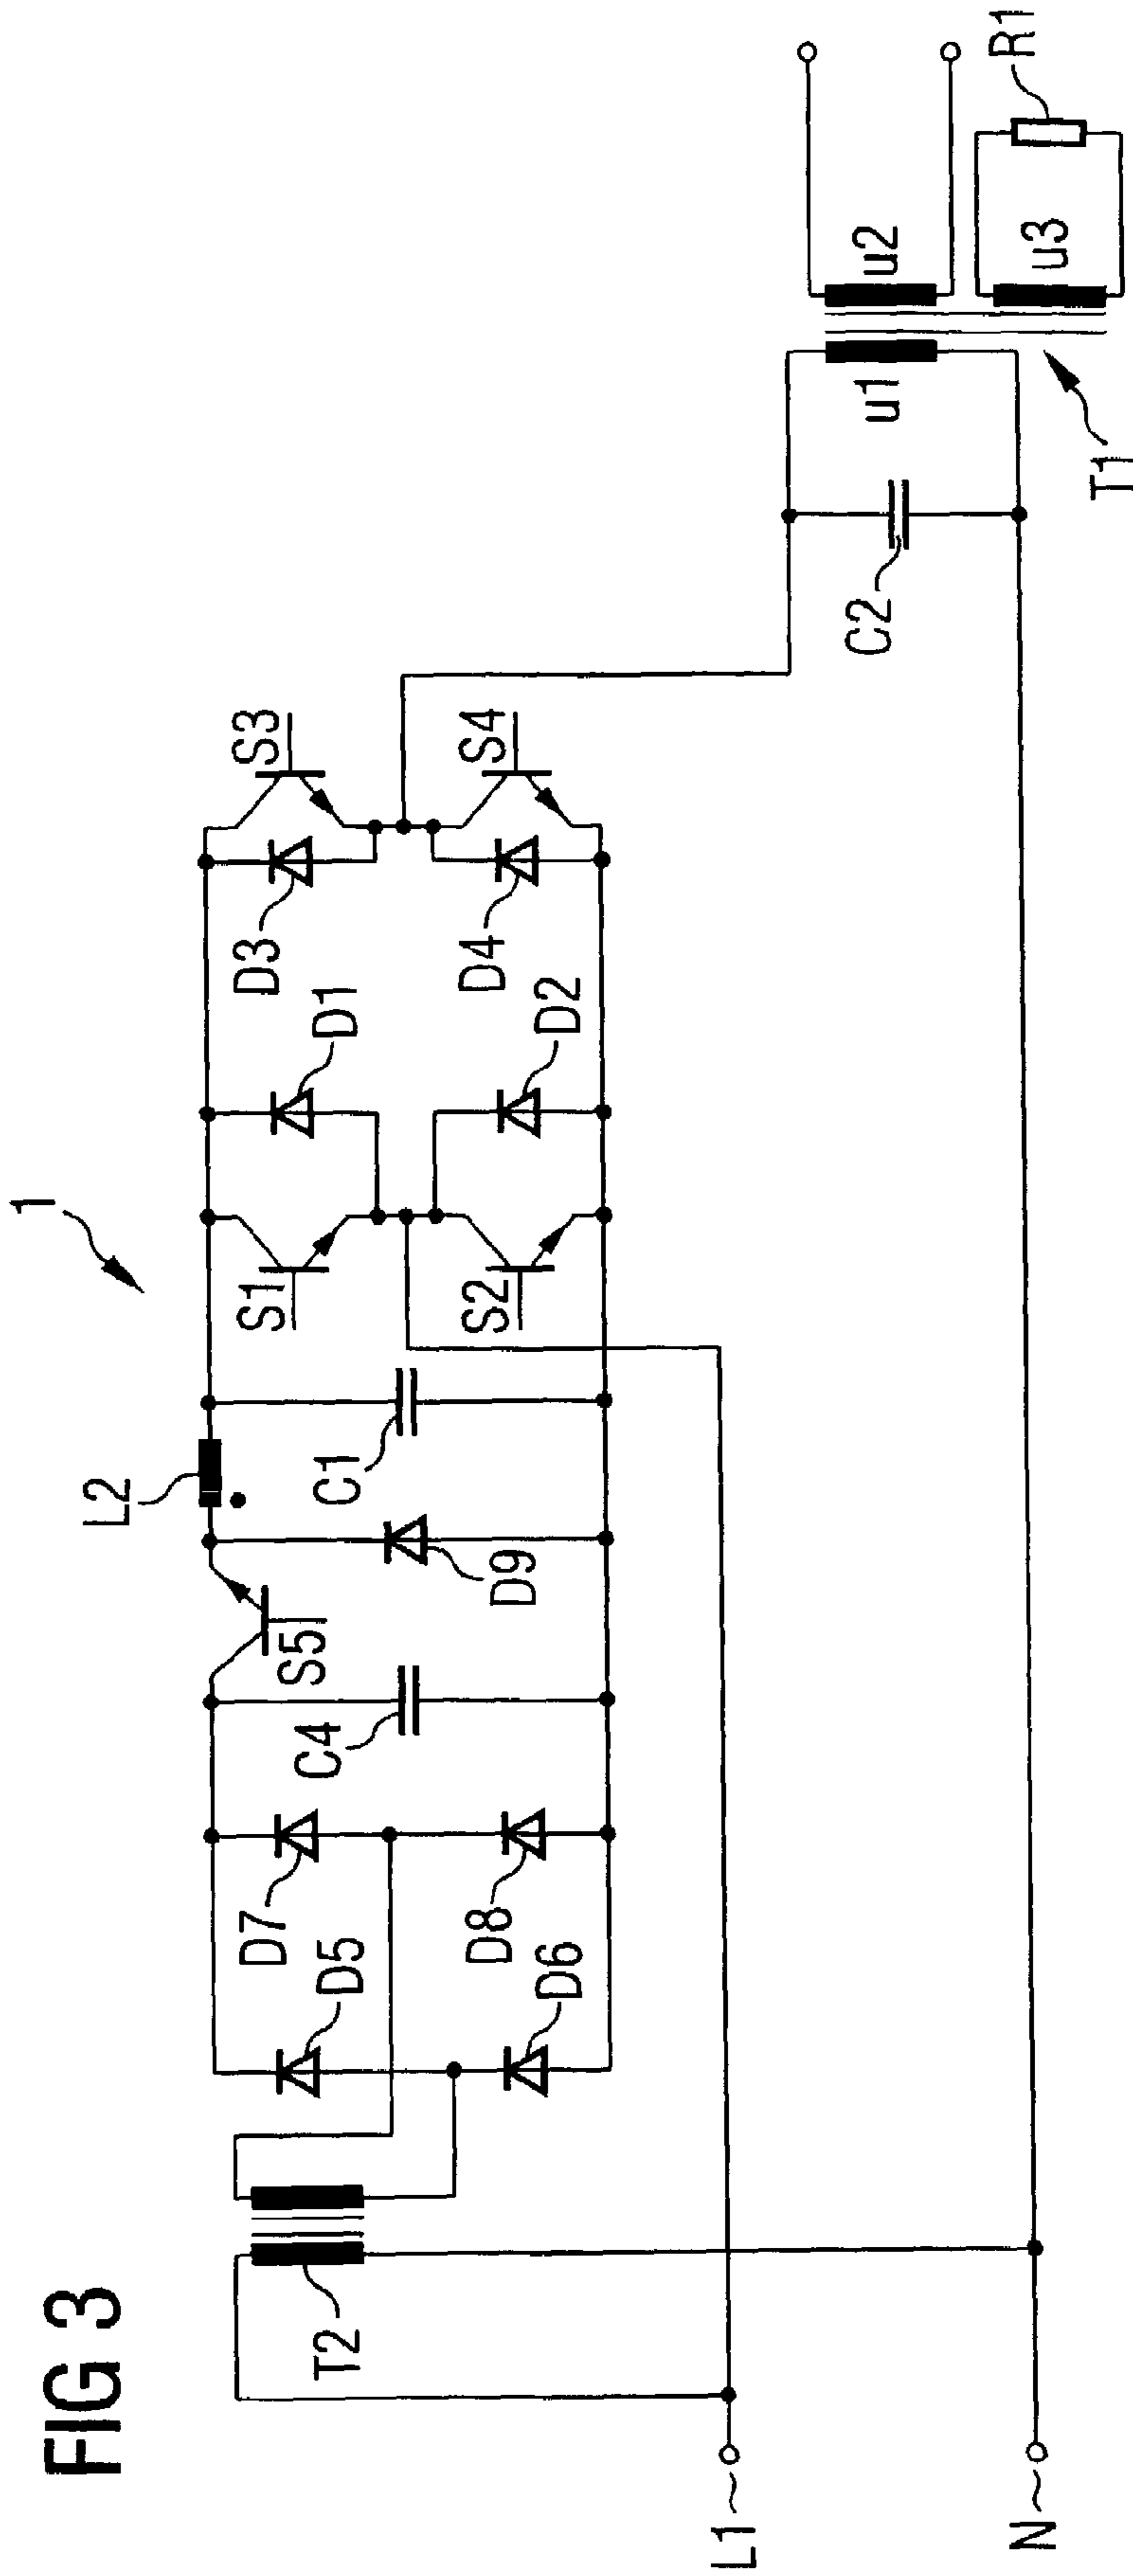 FIG 3
1
L2
S3
S1
D3
D1
S4
D4
D2
S2
C1
D9
S5
C4
D7
D5
D8
D6
T2
L1
N
C2
u1
u2
u3
R1
T1